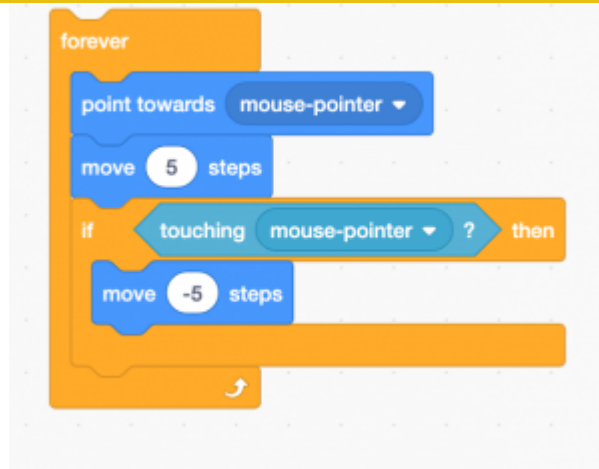 forever
point towards mouse-pointer
move 5 steps
if touching mouse-pointer ? then
move -5 steps